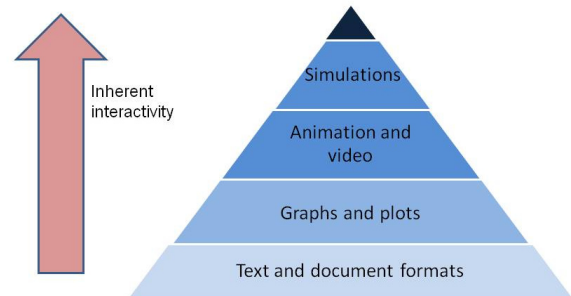 Inherent
interactivity
Simulations
Animation and
video
Graphs and plots
Text and document formats